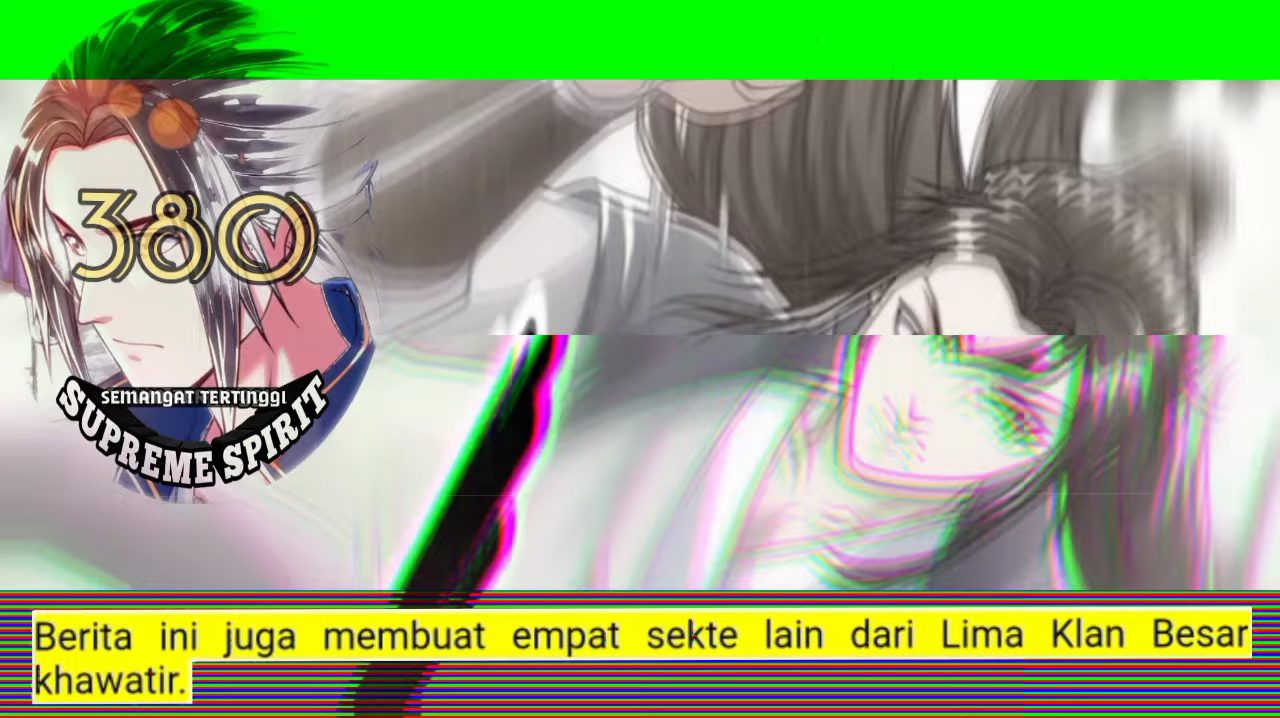 380
SEMANGAT TERTINGGI
SUPREME SPIRIT
Berita ini juga membuat empat sekte lain dari Lima Klan Besar
khawatir.